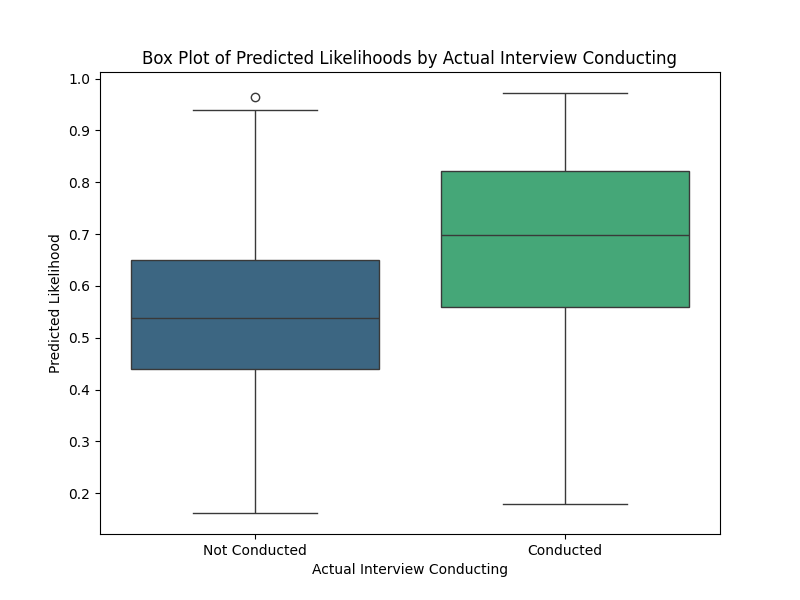 Box Plot of Predicted Likelihoods by Actual Interview Conducting
1.0
0.9
0.8
0.7
0.6
0.5
0.4
0.3
0.2
Predicted Likelihood
Not Conducted
Conducted
Actual Interview Conducting